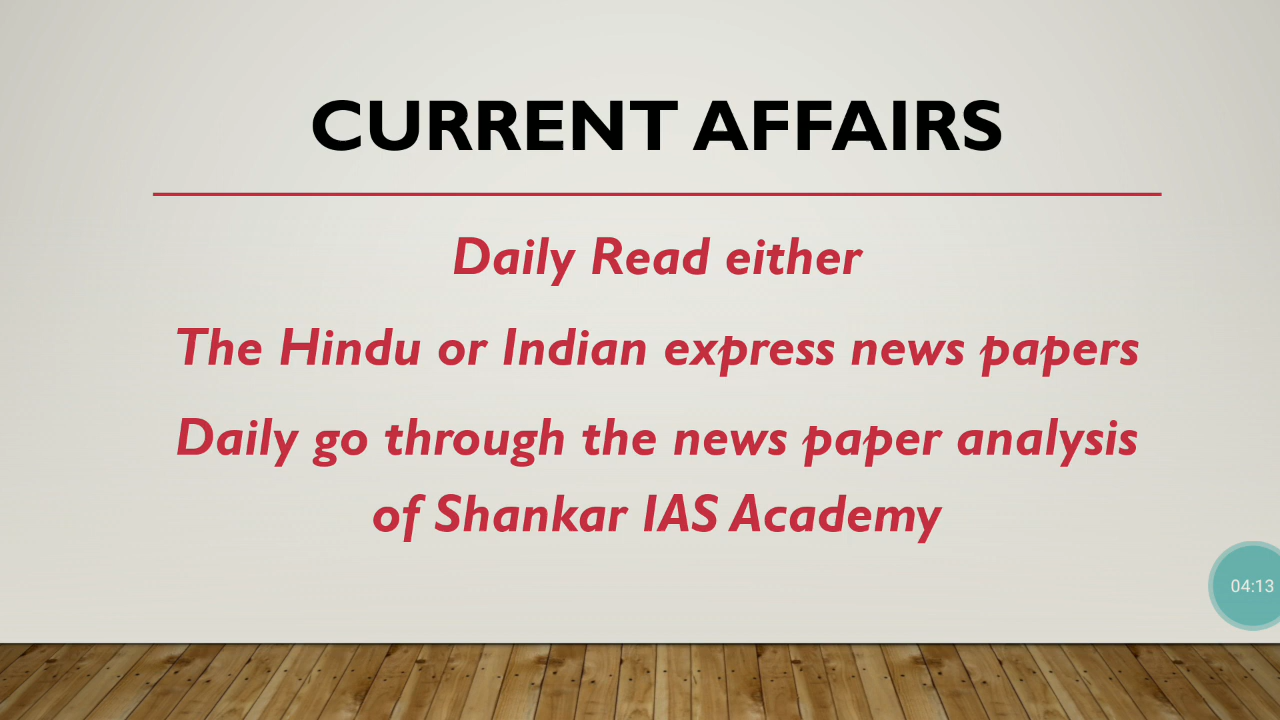 CURRENT AFFAIRS
Daily Read either
The Hindu or Indian express news papers
Daily go through the news paper analysis
of Shankar IAS Academy
04:13